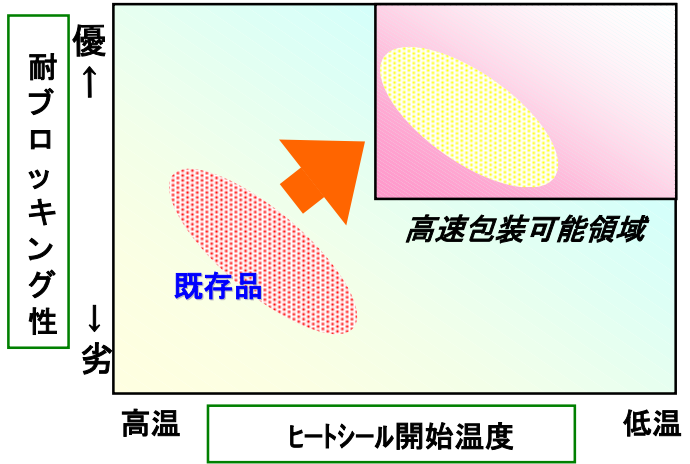 優
↑
耐ブロッキング性
高速包装可能領域
既存品
↓
劣
高温
ﾋｰﾄｼｰﾙ開始温度
低温